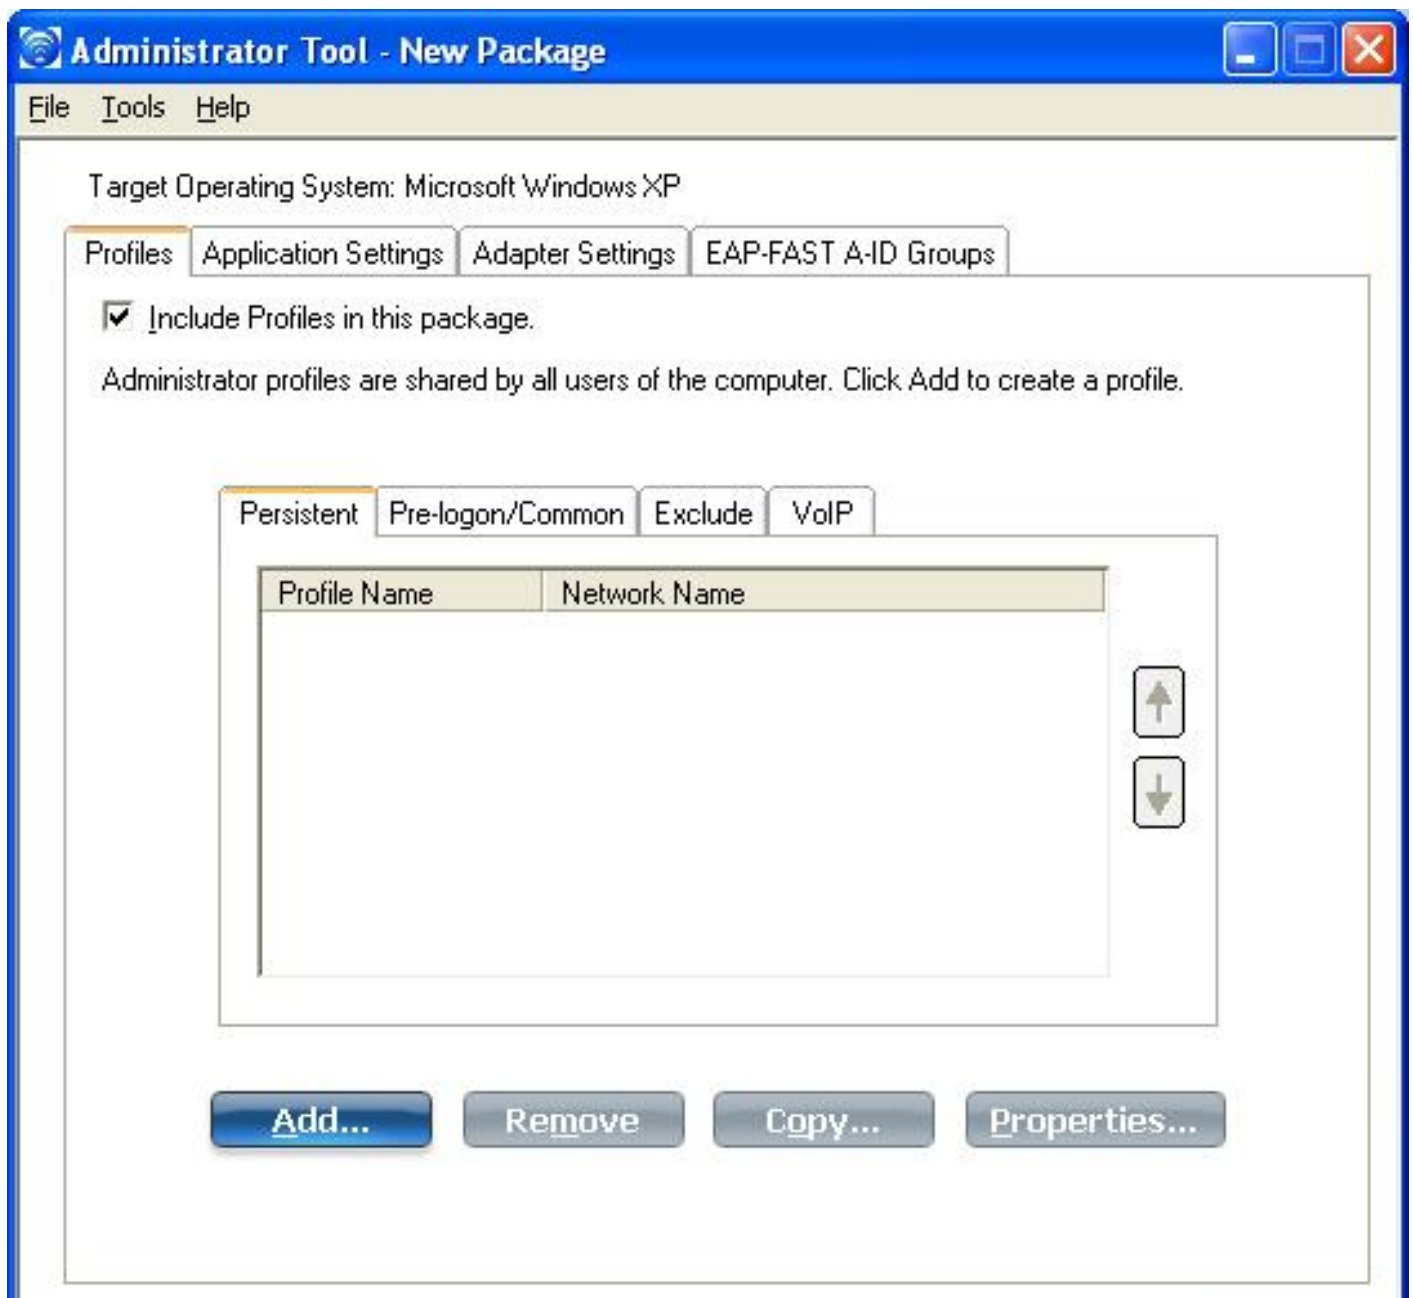 Administrator Tool - New Package
File Tools Help
Target Operating System: Microsoft Windows XP
Profiles Application Settings Adapter Settings EAP-FAST A-ID Groups
Include Profiles in this package.
Administrator profiles are shared by all users of the computer. Click Add to create a profile.
Persistent Pre-logon/Common Exclude VoIP
Profile Name Network Name
Add... Remove Copy... Properties...